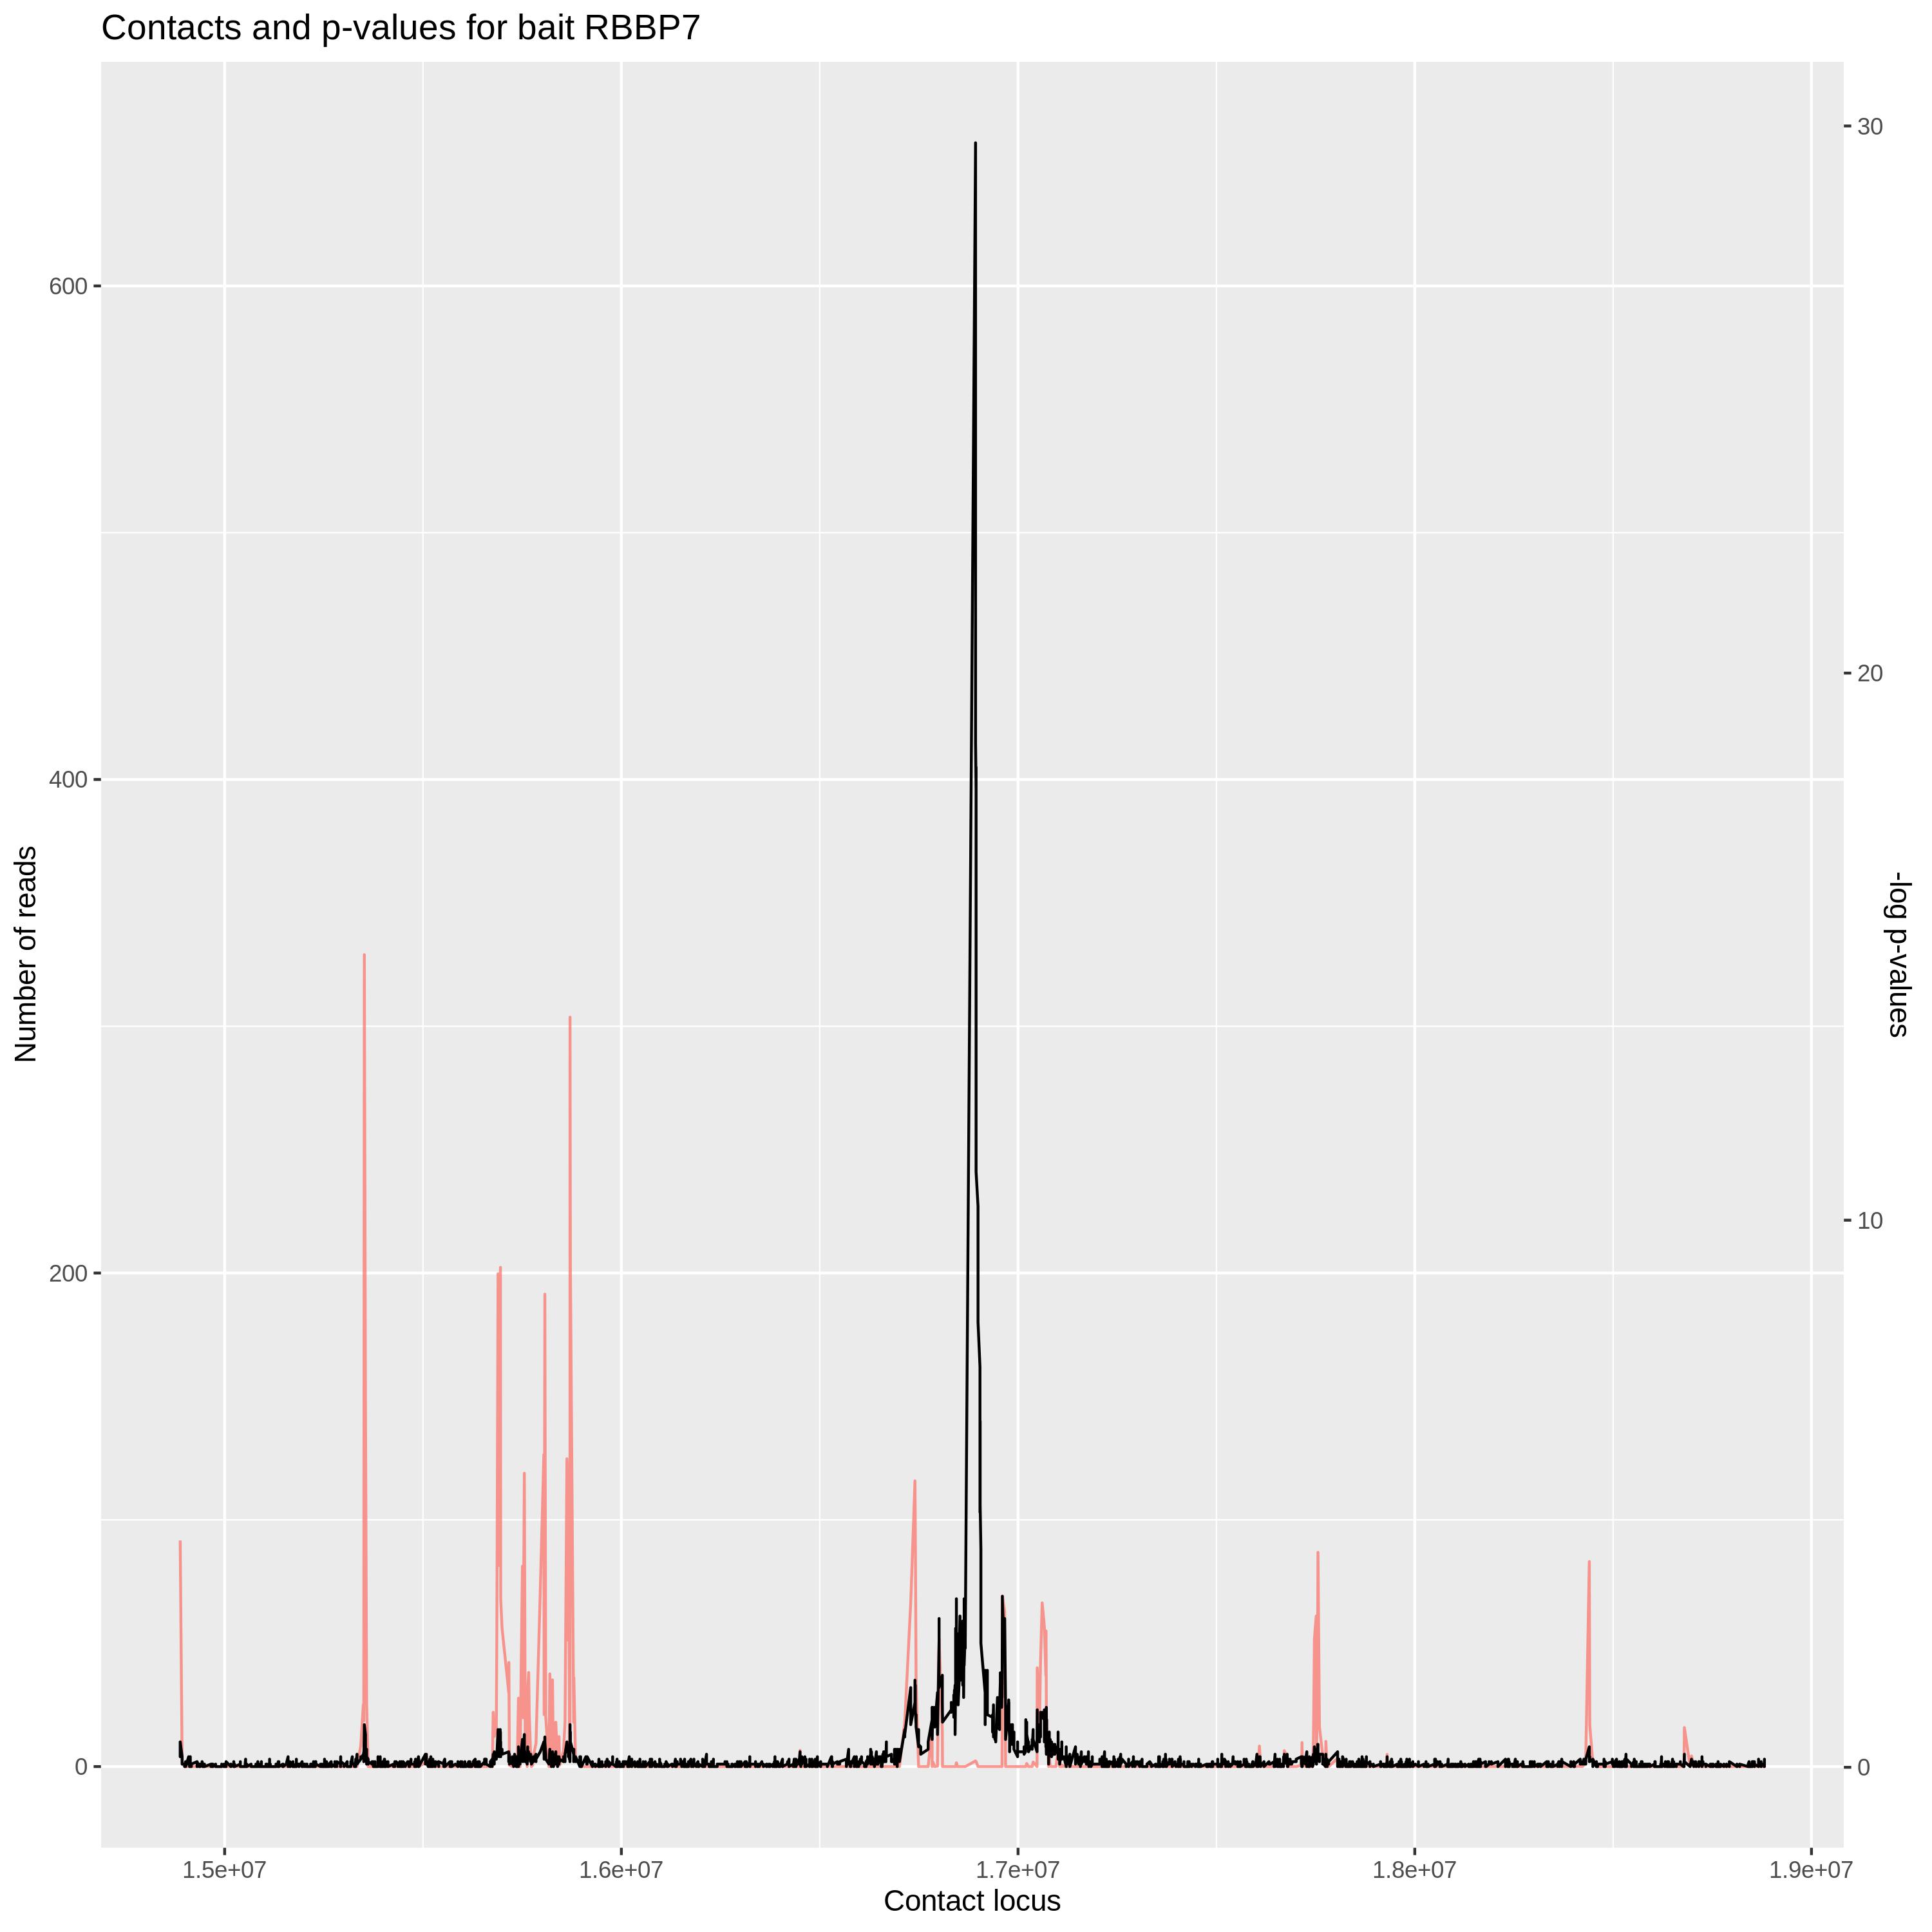 Contacts and p-values for bait RBBP7
Number of reads
600
400
200
0
30
20
10
0
-log p-values
1.5e+07
1.6e+07
1.7e+07
1.8e+07
1.9e+07
Contact locus